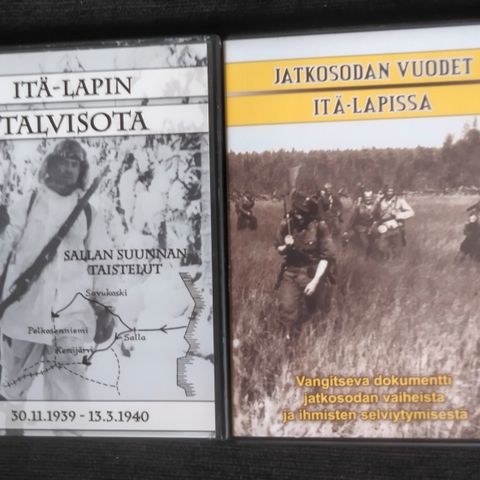 ITÄ-LAPIN
TALVISOTA
SALLAN SUUNNAN
TAISTELUT
Savukoski
Pelkosenniemi
Salla
Kemijärvi
30.11.1939 - 13.3.1940
JATKOSODAN VUODET
ITÄ-LAPISSA
Vangitseva dokumentti
jatkosodan vaiheista
ja ihmisten selviytymisestä